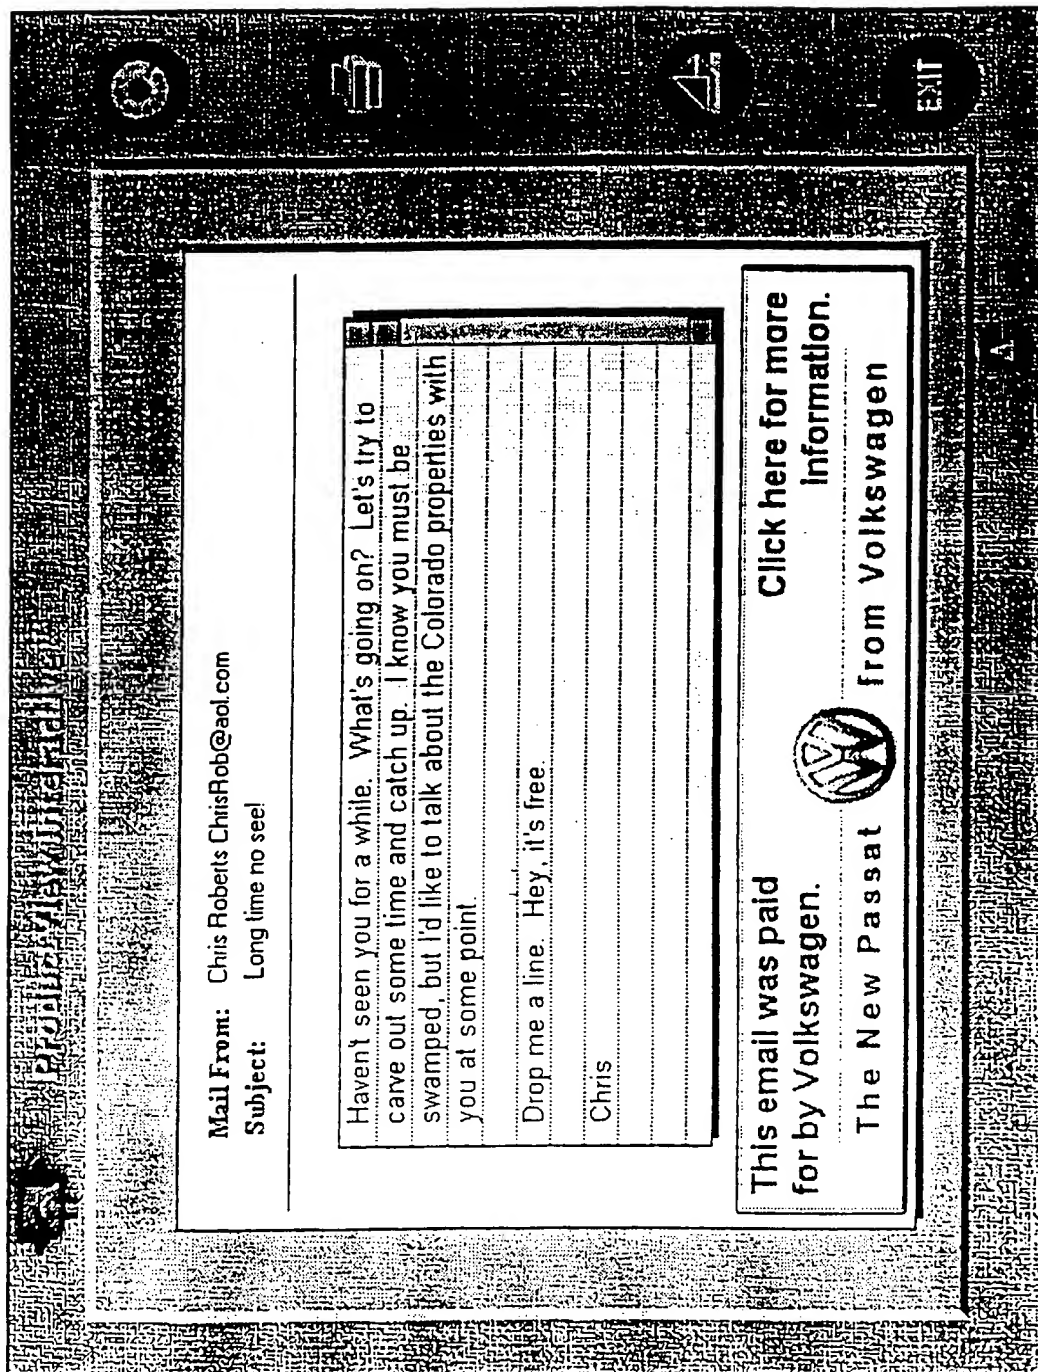 Mail From: Chris Roberts ChrisRob@aol.com
Subject: Long time no see!
Haven't seen you for a while. What's going on? Let's try to
carve out some time and catch up. I know you must be
swamped, but I'd like to talk about the Colorado properties with
you at some point.
Drop me a line. Hey, it's free.
Chris
This email was paid
for by Volkswagen.
Click here for more
information.
The New Passat from Volkswagen
EXIT